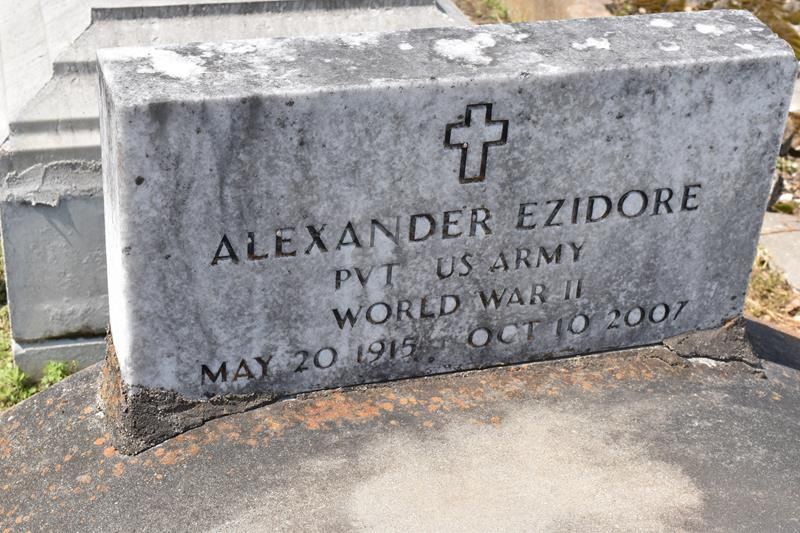 ALEXANDER EZIDORE
PVT US ARMY
WORLD WAR II
MAY 20 1915 OCT 10 2007